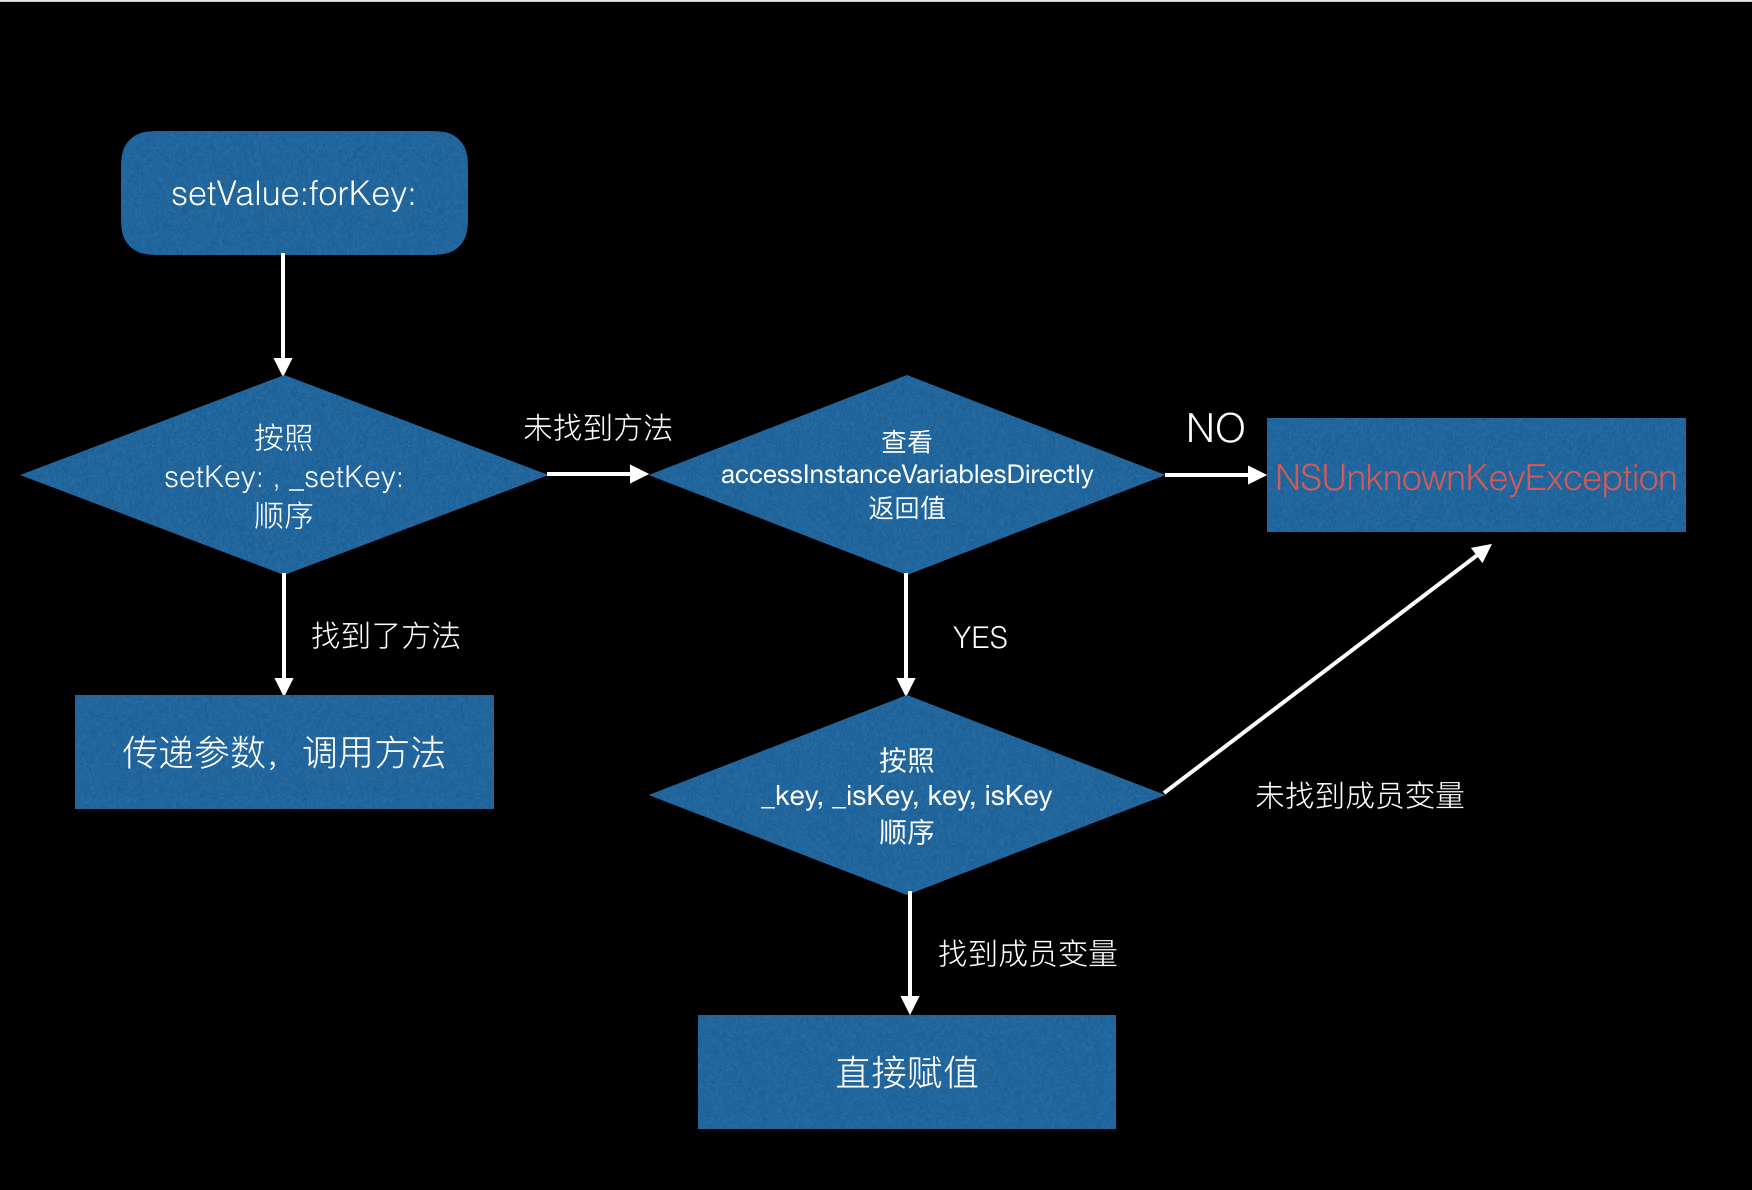 setValue:forKey:
按照
setKey: , _setKey:
顺序
未找到方法
查看
accessInstanceVariablesDirectly
返回值
NO
NSUnknownKeyException
找到了方法
YES
传递参数，调用方法
按照
_key, _isKey, key, isKey
顺序
未找到成员变量
找到成员变量
直接赋值